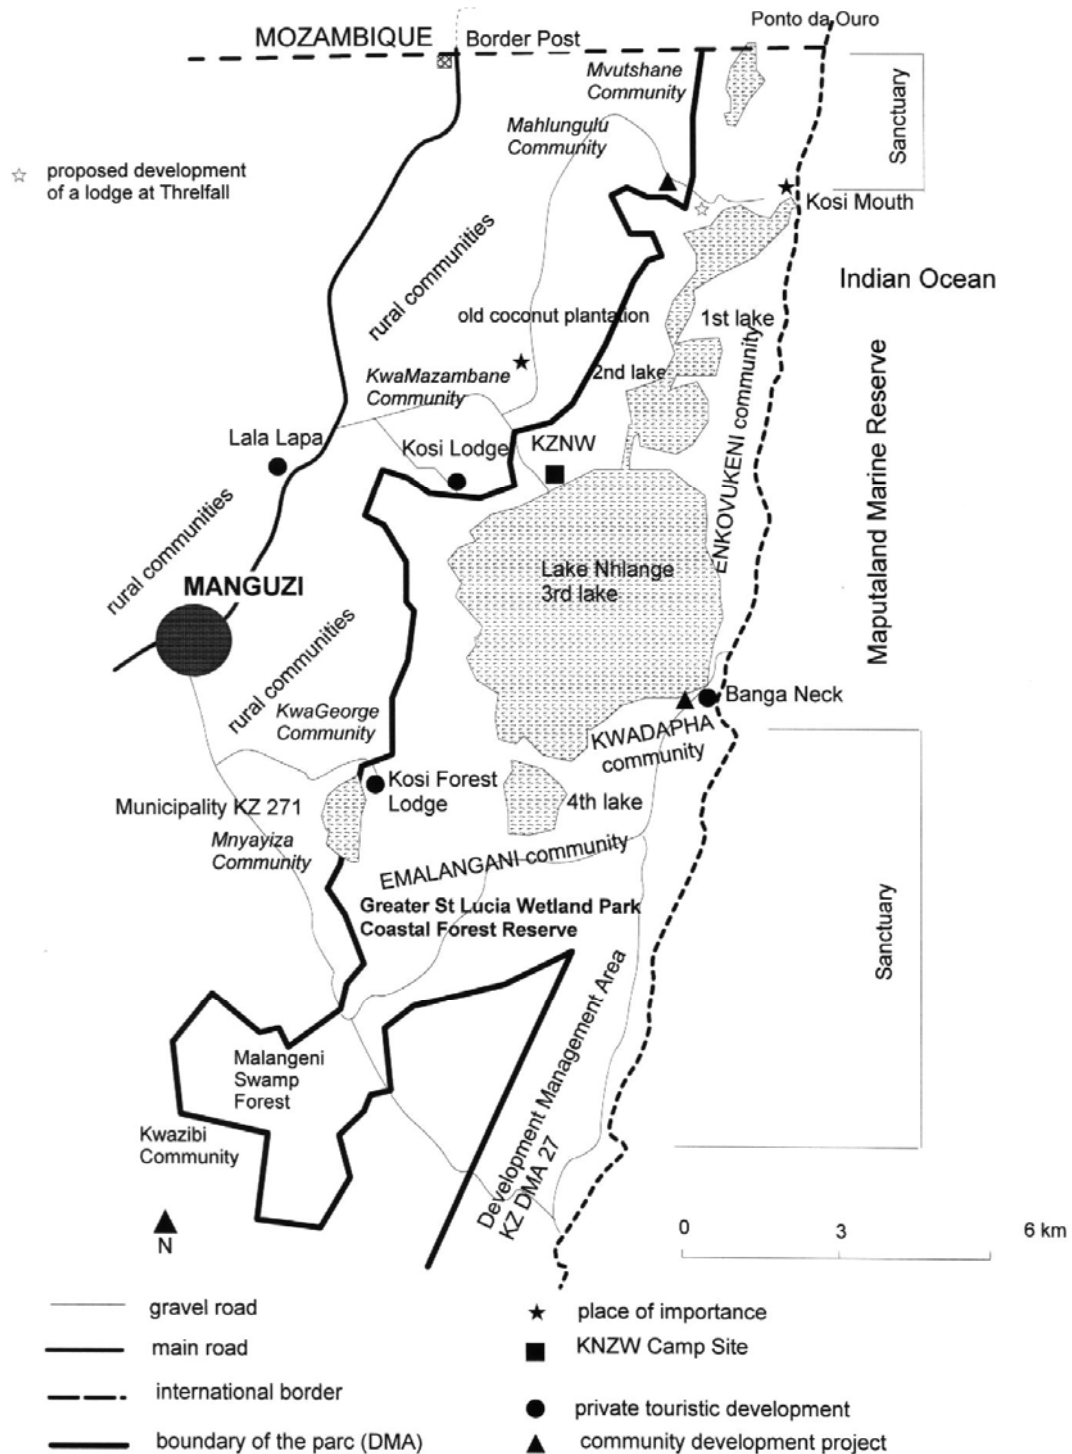 Ponto da Ouro
MOZAMBIQUE
Border Post
Mvutshane
Community
Mahlungulu
Community
Sanctuary
proposed development
of a lodge at Threlfall
Kosi Mouth
rural communities
Indian Ocean
old coconut plantation
1st lake
KwaMazambane
Community
2nd lake
ENKOVUKENI community
Maputaland Marine Reserve
Lala Lapa
Kosi Lodge
KZNW
rural communities
Lake Nhlange
3rd lake
MANGUZI
rural communities
KwaGeorge
Community
Banga Neck
KWADAPHA
community
Kosi Forest
Lodge
4th lake
Municipality KZ 271
Mnyayiza
Community
EMALANGANI community
Greater St Lucia Wetland Park
Coastal Forest Reserve
Sanctuary
Development Management Area
KZ DMA 27
Malangeni
Swamp
Forest
Kwazibi
Community
N
0 3 6 km
gravel road
main road
international border
boundary of the parc (DMA)
place of importance
KNZW Camp Site
private touristic development
community development project